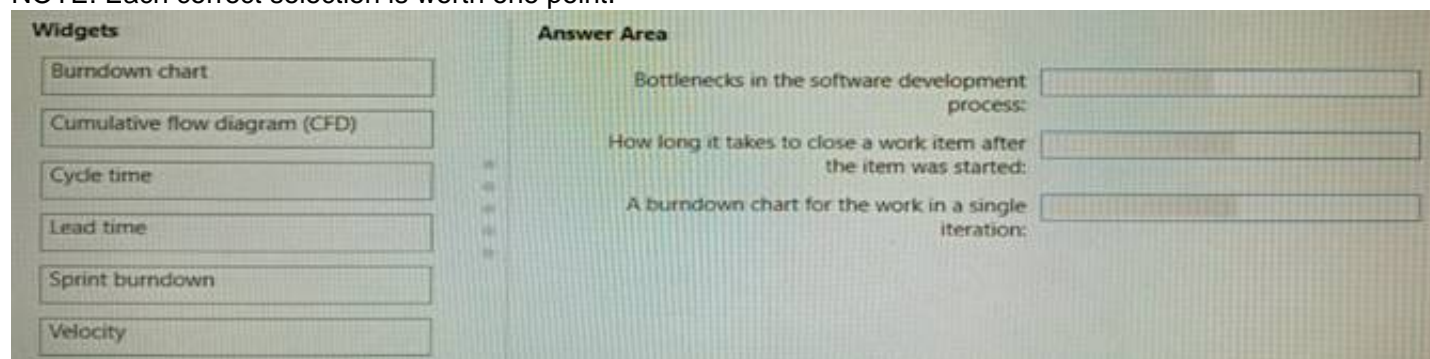 NOTE: Each correct selection is worth one point.
Widgets
Answer Area
Burndown chart
Cumulative flow diagram (CFD)
Cycle time
Lead time
Sprint burndown
Velocity
Bottlenecks in the software development
process:
How long it takes to close a work item after
the item was started:
A burndown chart for the work in a single
iteration: